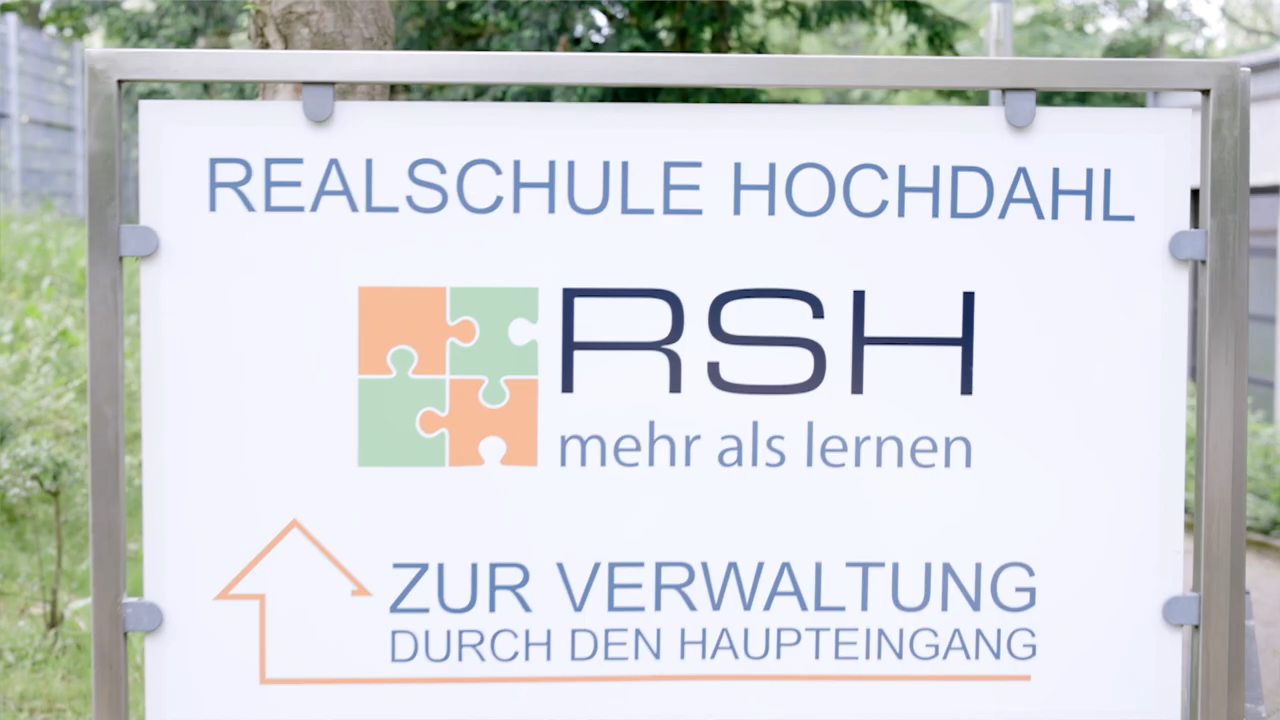 REALSCHULE HOCHDAHL
RSH
mehr als lernen
ZUR VERWALTUNG
DURCH DEN HAUPTEINGANG